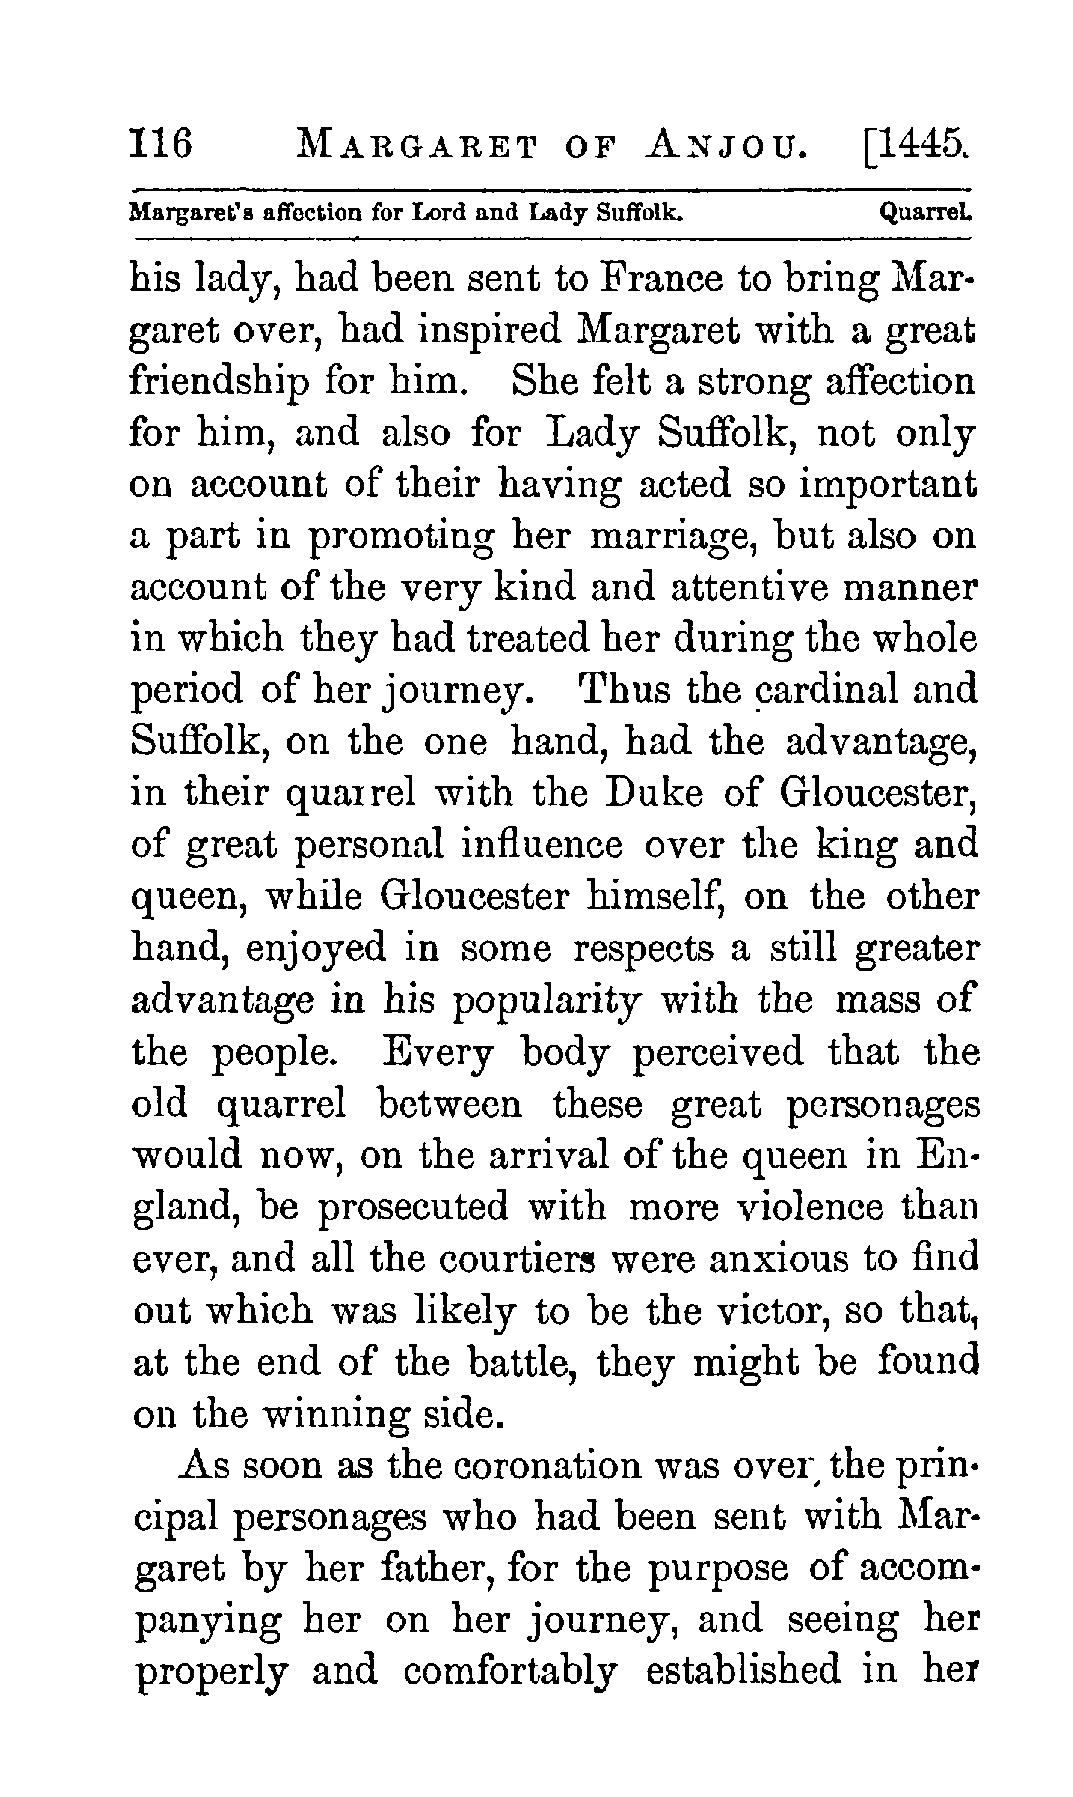 116 MARGARET OF ANJOU. [1445.
Margaret's affection for Lord and Lady Suffolk. Quarrel.
his lady, had been sent to France to bring Mar-
garet over, had inspired Margaret with a great
friendship for him. She felt a strong affection
for him, and also for Lady Suffolk, not only
on account of their having acted so important
a part in promoting her marriage, but also on
account of the very kind and attentive manner
in which they had treated her during the whole
period of her journey. Thus the cardinal and
Suffolk, on the one hand, had the advantage,
in their quarrel with the Duke of Gloucester,
of great personal influence over the king and
queen, while Gloucester himself, on the other
hand, enjoyed in some respects a still greater
advantage in his popularity with the mass of
the people. Every body perceived that the
old quarrel between these great personages
would now, on the arrival of the queen in En-
gland, be prosecuted with more violence than
ever, and all the courtiers were anxious to find
out which was likely to be the victor, so that,
at the end of the battle, they might be found
on the winning side.
As soon as the coronation was over, the prin-
cipal personages who had been sent with Mar-
garet by her father, for the purpose of accom-
panying her on her journey, and seeing her
properly and comfortably established in her